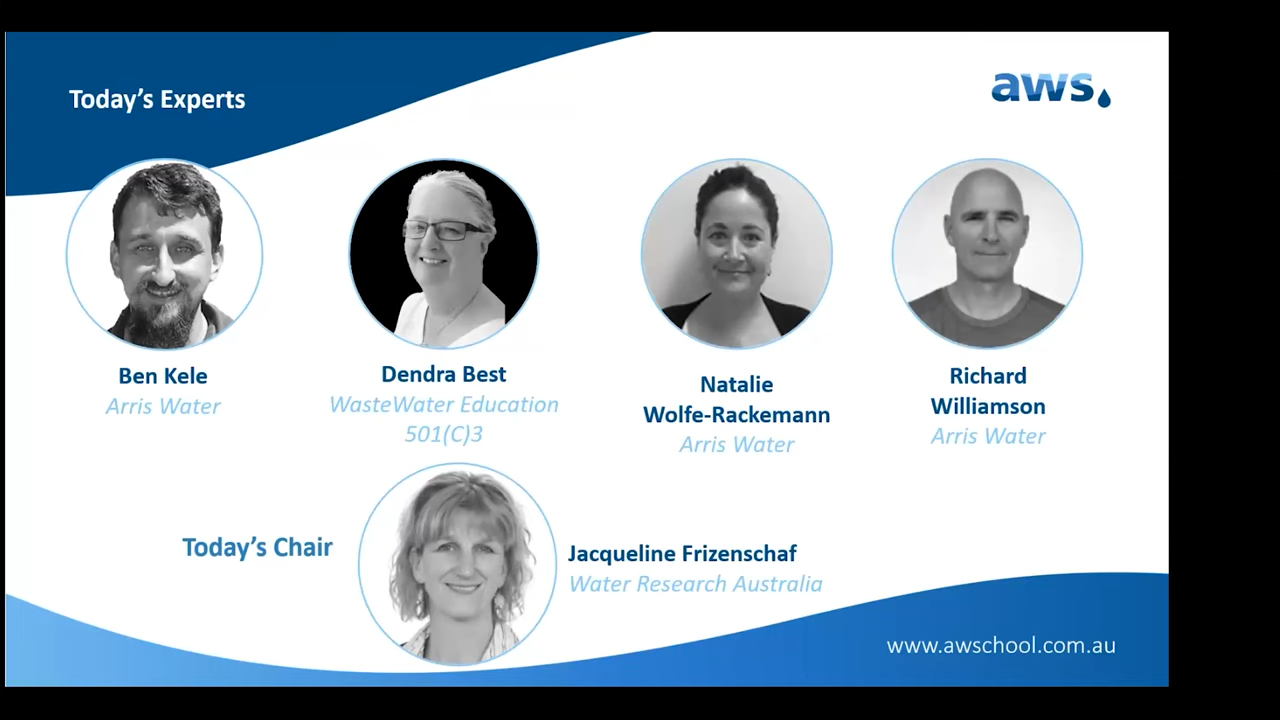 Today's Experts
aws
Ben Kele
Arris Water
Dendra Best
WasteWater Education
501(C)3
Natalie
Wolfe-Rackemann
Arris Water
Richard
Williamson
Arris Water
Today's Chair
Jacqueline Frizenschaf
Water Research Australia
www.awschool.com.au